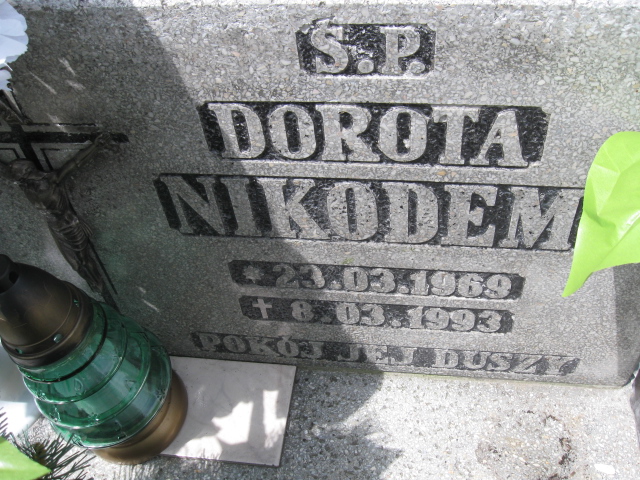 Ś.P.
DOROTA
NIKODEM
* 23.03.1969
✝ 8.03.1993
POKÓJ JEJ DUSZY